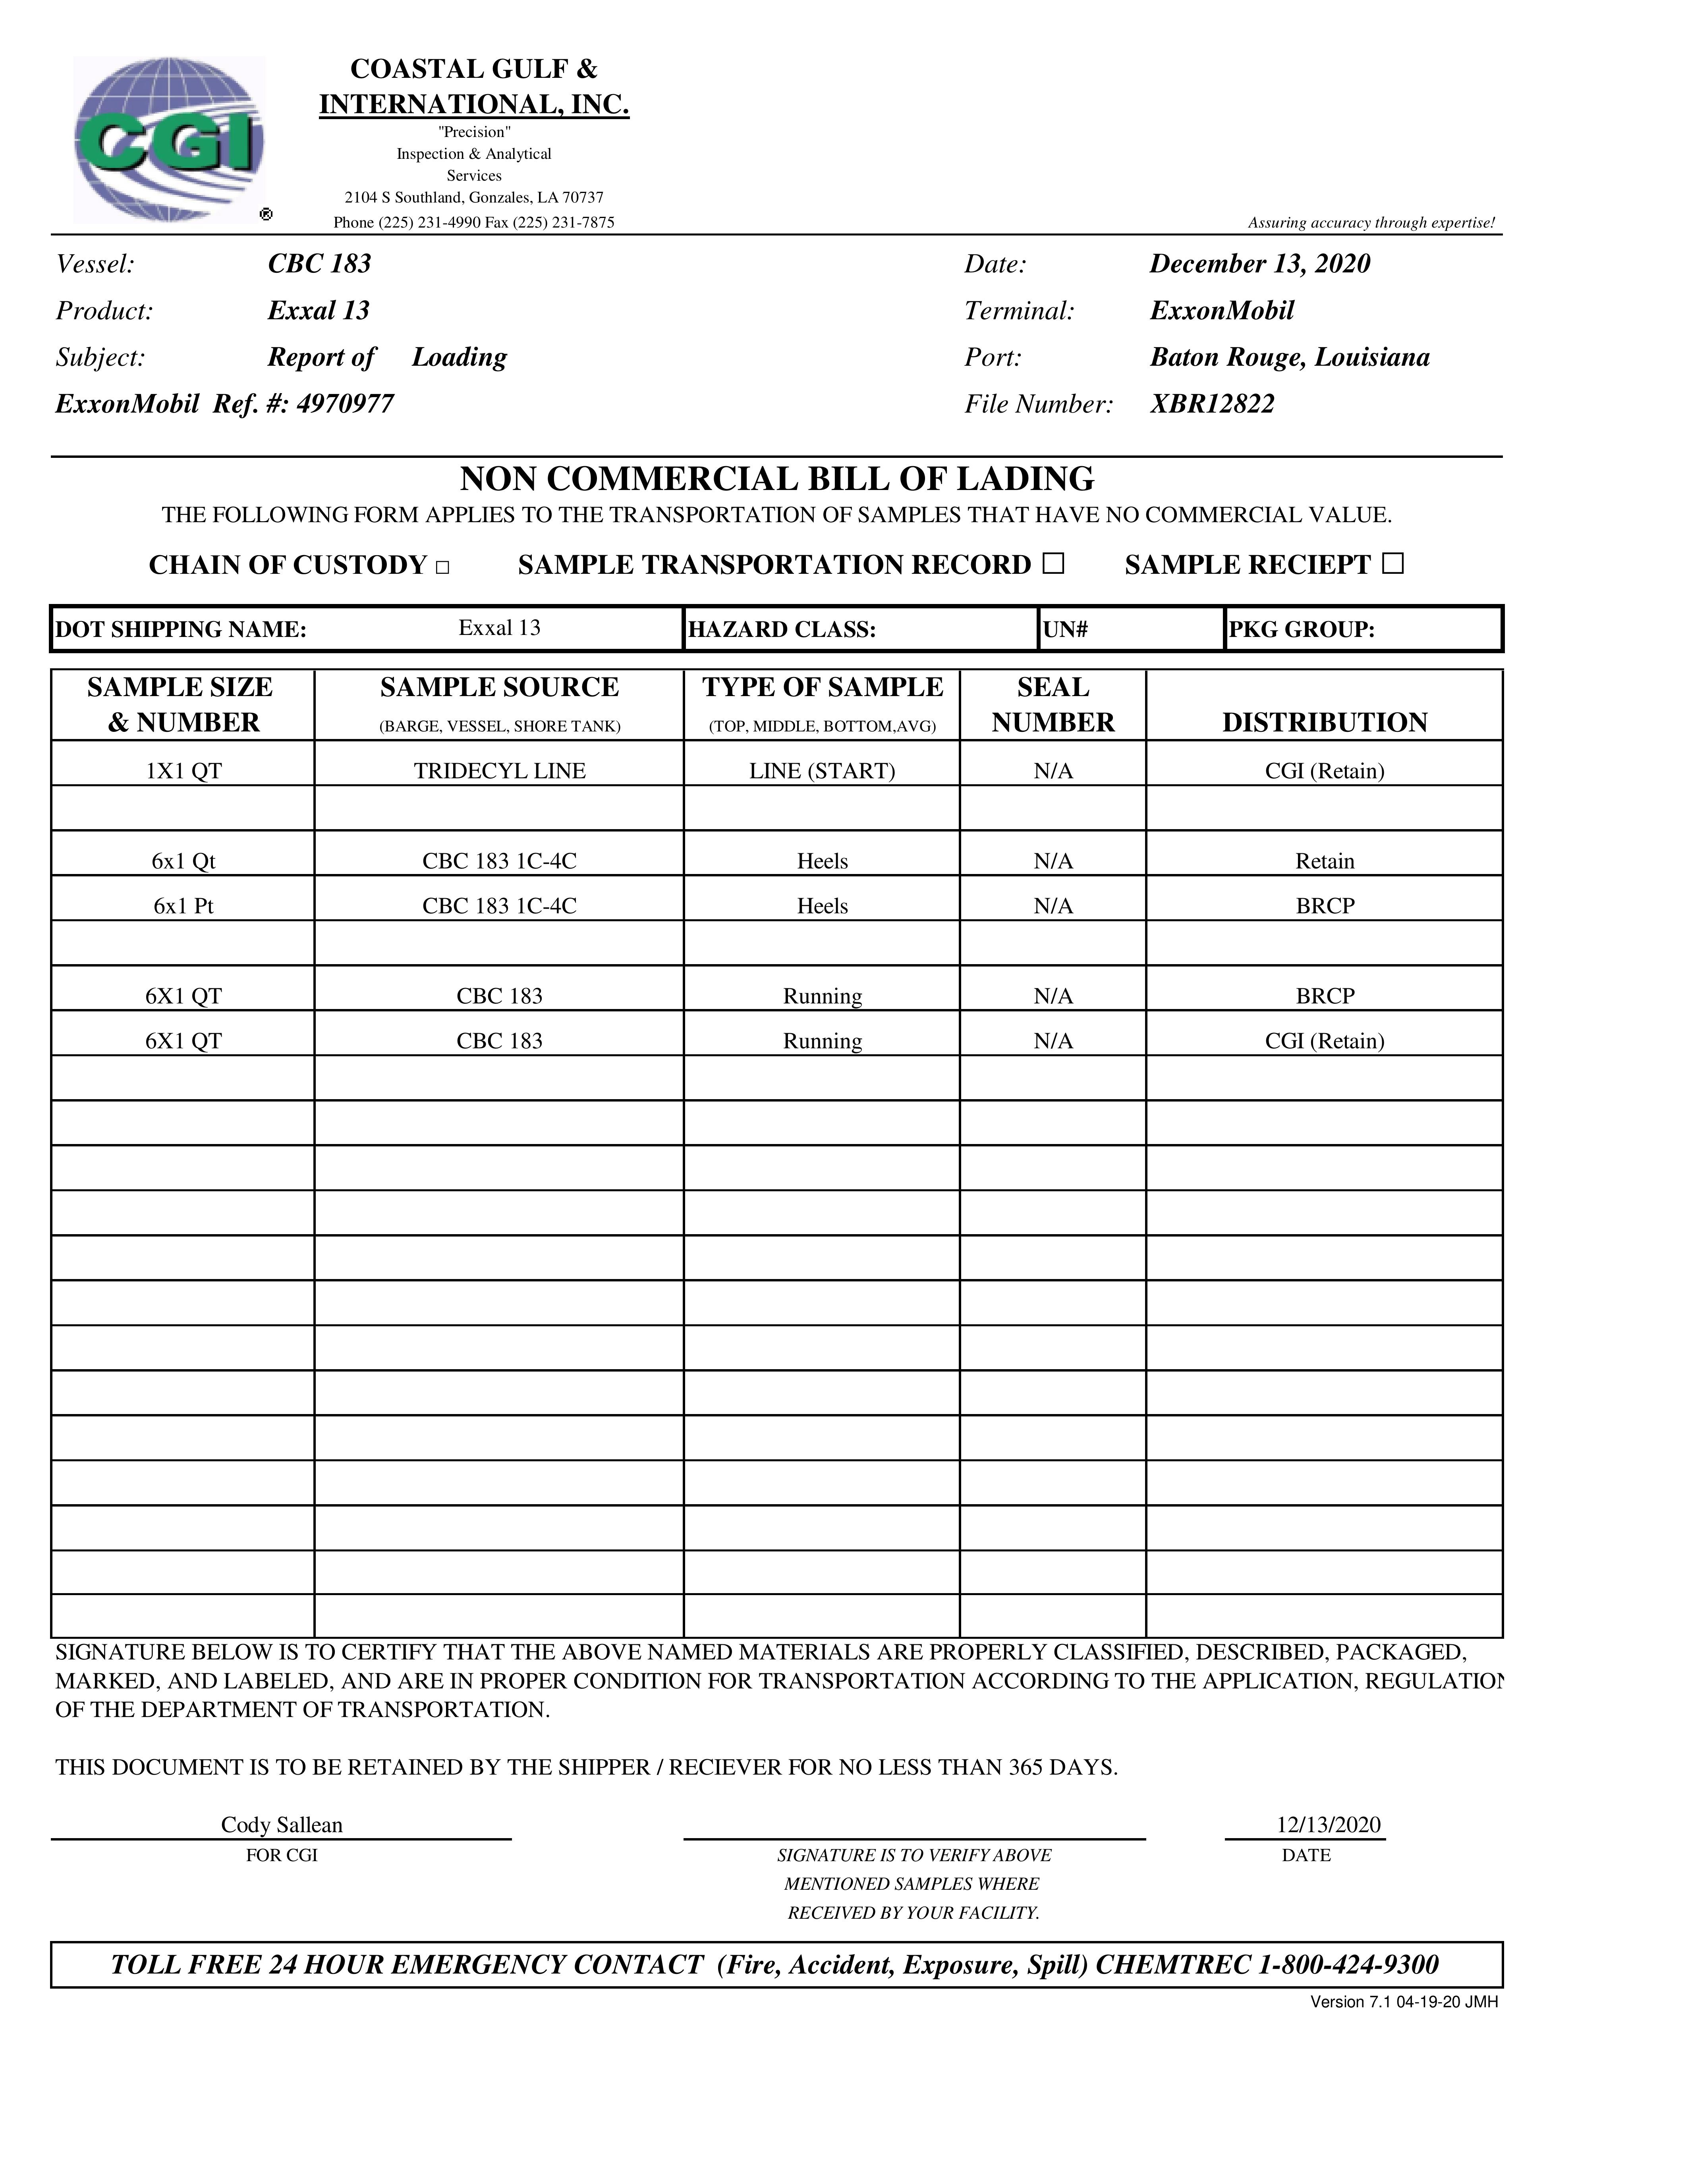 COASTAL GULF &
INTERNATIONAL, INC.
"Precision"
Inspection & Analytical
Services
2104 S Southland, Gonzales, LA 70737
Phone (225) 231-4990 Fax (225) 231-7875
CGI
®
Assuring accuracy through expertise!
Vessel: CBC 183 Date: December 13, 2020
Product: Exxal 13 Terminal: ExxonMobil
Subject: Report of Loading Port: Baton Rouge, Louisiana
ExxonMobil Ref. #: 4970977 File Number: XBR12822
NON COMMERCIAL BILL OF LADING
THE FOLLOWING FORM APPLIES TO THE TRANSPORTATION OF SAMPLES THAT HAVE NO COMMERCIAL VALUE.
CHAIN OF CUSTODY □ SAMPLE TRANSPORTATION RECORD □ SAMPLE RECIEPT □
DOT SHIPPING NAME: Exxal 13 HAZARD CLASS: UN# PKG GROUP:
SAMPLE SIZE SAMPLE SOURCE TYPE OF SAMPLE SEAL
& NUMBER (BARGE, VESSEL, SHORE TANK) (TOP, MIDDLE, BOTTOM,AVG) NUMBER DISTRIBUTION
1X1 QT TRIDECYL LINE LINE (START) N/A CGI (Retain)
6x1 Qt CBC 183 1C-4C Heels N/A Retain
6x1 Pt CBC 183 1C-4C Heels N/A BRCP
6X1 QT CBC 183 Running N/A BRCP
6X1 QT CBC 183 Running N/A CGI (Retain)
SIGNATURE BELOW IS TO CERTIFY THAT THE ABOVE NAMED MATERIALS ARE PROPERLY CLASSIFIED, DESCRIBED, PACKAGED,
MARKED, AND LABELED, AND ARE IN PROPER CONDITION FOR TRANSPORTATION ACCORDING TO THE APPLICATION, REGULATION
OF THE DEPARTMENT OF TRANSPORTATION.
THIS DOCUMENT IS TO BE RETAINED BY THE SHIPPER / RECIEVER FOR NO LESS THAN 365 DAYS.
Cody Sallean 12/13/2020
FOR CGI SIGNATURE IS TO VERIFY ABOVE DATE
MENTIONED SAMPLES WHERE
RECEIVED BY YOUR FACILITY.
TOLL FREE 24 HOUR EMERGENCY CONTACT (Fire, Accident, Exposure, Spill) CHEMTREC 1-800-424-9300
Version 7.1 04-19-20 JMH